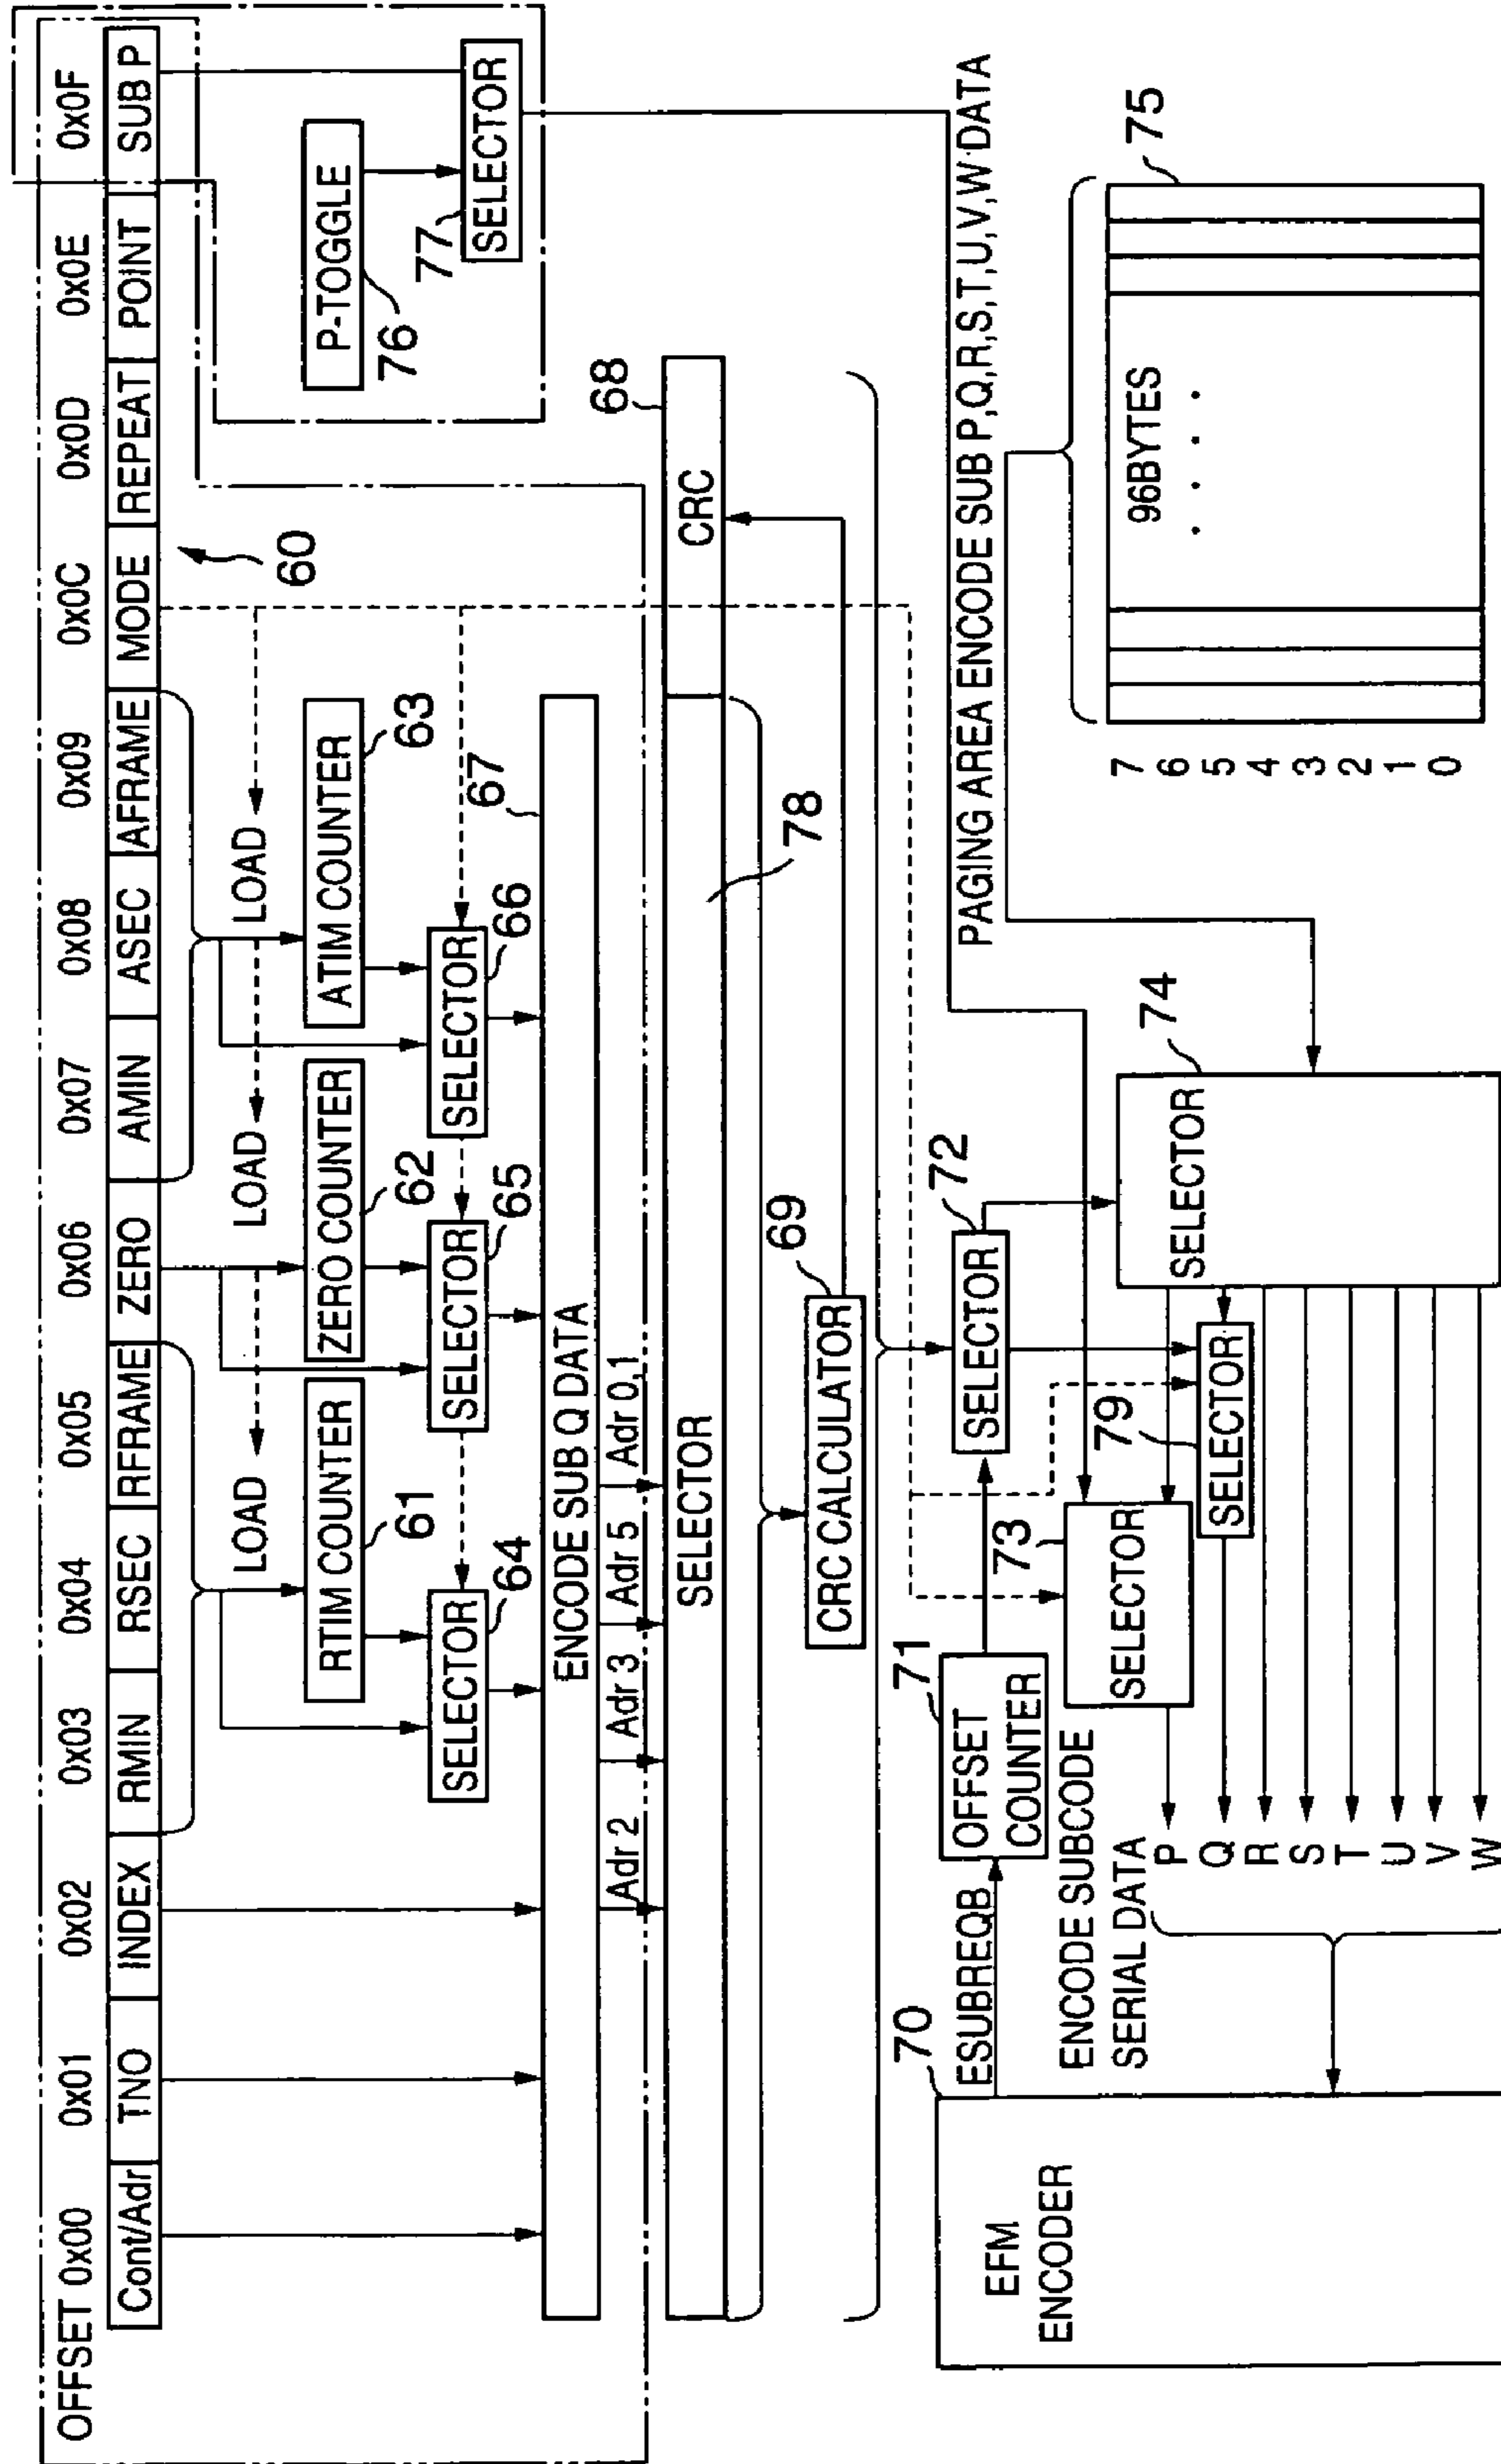 OFFSET 0x00 0x01 0x02 0x03 0x04 0x05 0x06 0x07 0x08 0x09 0x0C 0x0D 0x0E 0x0F
Cont/Adr TNO INDEX RMIN RSEC RFRAME ZERO AMIN ASEC AFRAME MODE REPEAT POINT SUB P
60
LOAD LOAD LOAD
RTIM COUNTER ZERO COUNTER ATIM COUNTER P-TOGGLE
61 62 63 76
SELECTOR SELECTOR SELECTOR SELECTOR
64 65 66 77
ENCODE SUB Q DATA
67
Adr 2 Adr 3 Adr 5 Adr 0,1
SELECTOR CRC
68
78
CRC CALCULATOR
69
EFM
ENCODER
70
ESUBREQB
OFFSET
COUNTER
71
SELECTOR
72
PAGING AREA ENCODE SUB P,Q,R,S,T,U,V,W DATA
ENCODE SUBCODE
SERIAL DATA
SELECTOR
73
SELECTOR
79
SELECTOR
74
P
Q
R
S
T
U
V
W
7
6
5
4
3
2
1
0
96BYTES
75